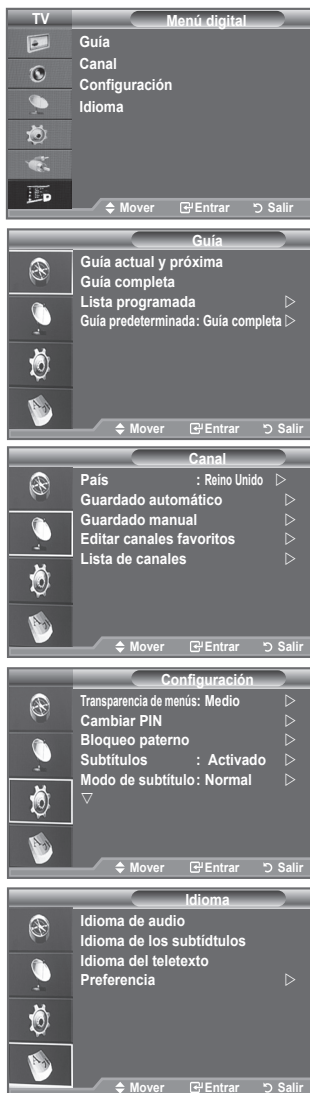 TV Menú digital
Guía
Canal
Configuración
Idioma
Mover Entrar Salir
Guía
Guía actual y próxima
Guía completa
Lista programada
Guía predeterminada: Guía completa
Mover Entrar Salir
Canal
País : Reino Unido
Guardado automático
Guardado manual
Editar canales favoritos
Lista de canales
Mover Entrar Salir
Configuración
Transparencia de menús: Medio
Cambiar PIN
Bloqueo paterno
Subtítulos : Activado
Modo de subtítulo: Normal
Mover Entrar Salir
Idioma
Idioma de audio
Idioma de los subtídtulos
Idioma del teletexto
Preferencia
Mover Entrar Salir